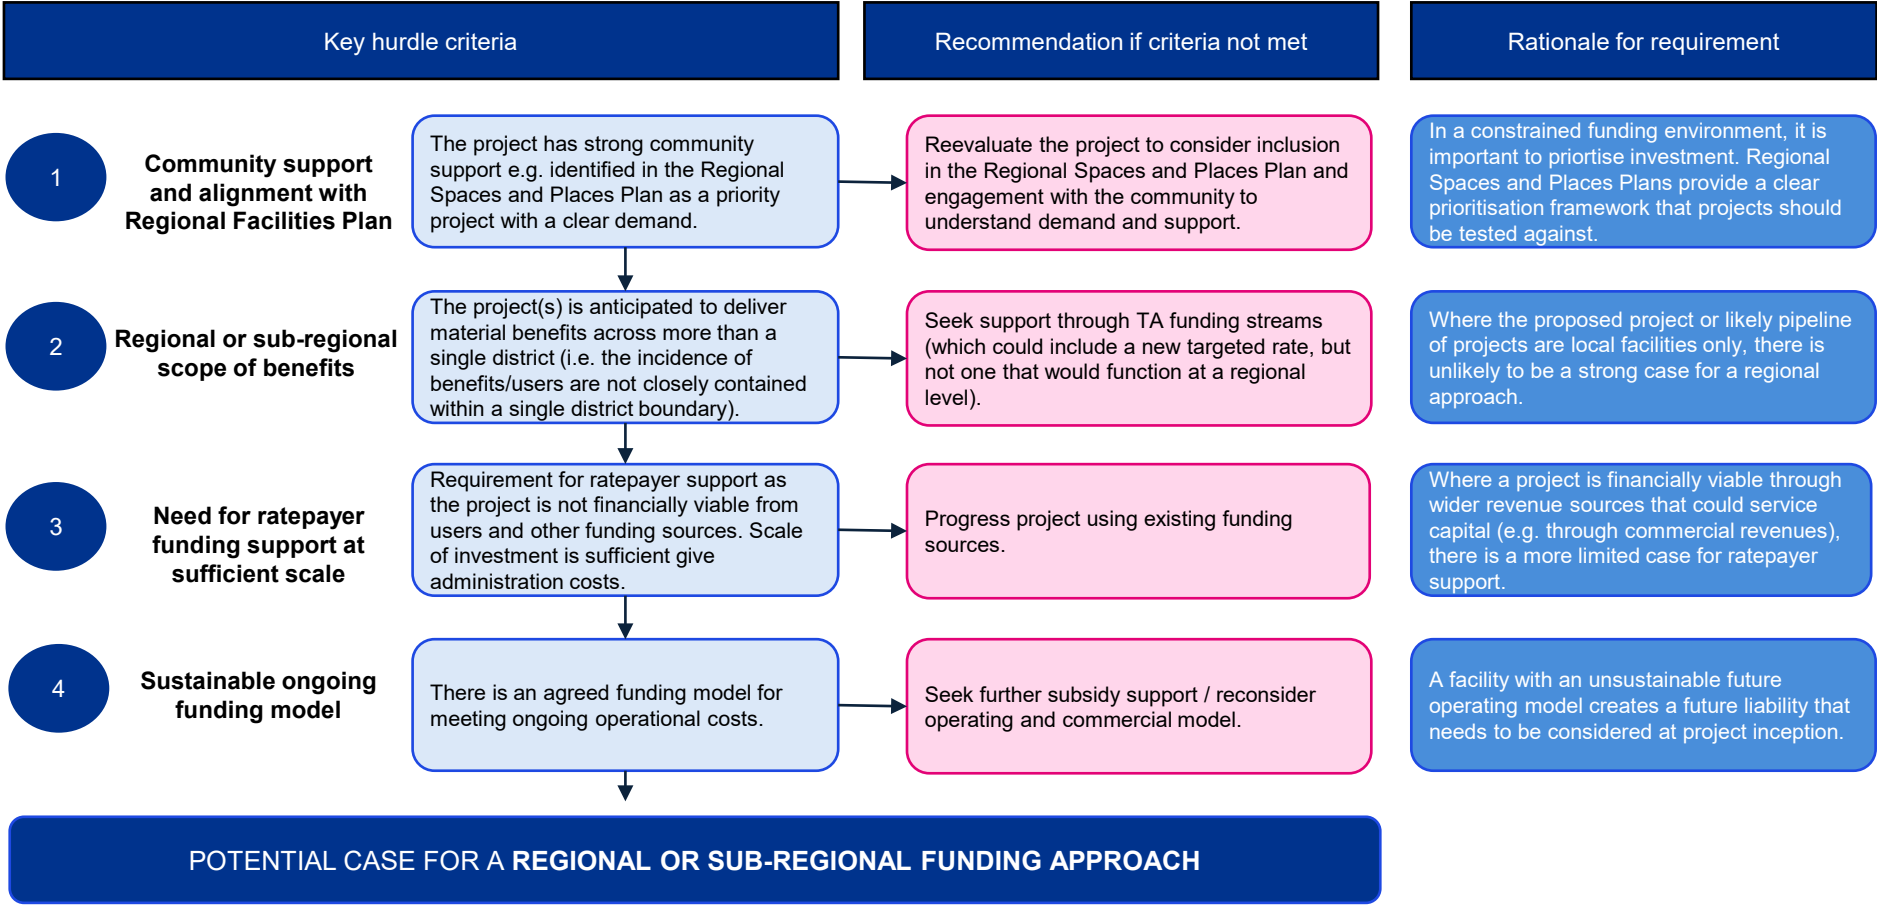 Key hurdle criteria
Recommendation if criteria not met
Rationale for requirement
1
Community support
and alignment with
Regional Facilities Plan
The project has strong community
support e.g. identified in the Regional
Spaces and Places Plan as a priority
project with a clear demand.
Reevaluate the project to consider inclusion
in the Regional Spaces and Places Plan and
engagement with the community to
understand demand and support.
In a constrained funding environment, it is
important to priortise investment. Regional
Spaces and Places Plans provide a clear
prioritisation framework that projects should
be tested against.
2
Regional or sub-regional
scope of benefits
The project(s) is anticipated to deliver
material benefits across more than a
single district (i.e. the incidence of
benefits/users are not closely contained
within a single district boundary).
Seek support through TA funding streams
(which could include a new targeted rate, but
not one that would function at a regional
level).
Where the proposed project or likely pipeline
of projects are local facilities only, there is
unlikely to be a strong case for a regional
approach.
3
Need for ratepayer
funding support at
sufficient scale
Requirement for ratepayer support as
the project is not financially viable from
users and other funding sources. Scale
of investment is sufficient give
administration costs.
Progress project using existing funding
sources.
Where a project is financially viable through
wider revenue sources that could service
capital (e.g. through commercial revenues),
there is a more limited case for ratepayer
support.
4
Sustainable ongoing
funding model
There is an agreed funding model for
meeting ongoing operational costs.
Seek further subsidy support / reconsider
operating and commercial model.
A facility with an unsustainable future
operating model creates a future liability that
needs to be considered at project inception.
POTENTIAL CASE FOR A REGIONAL OR SUB-REGIONAL FUNDING APPROACH